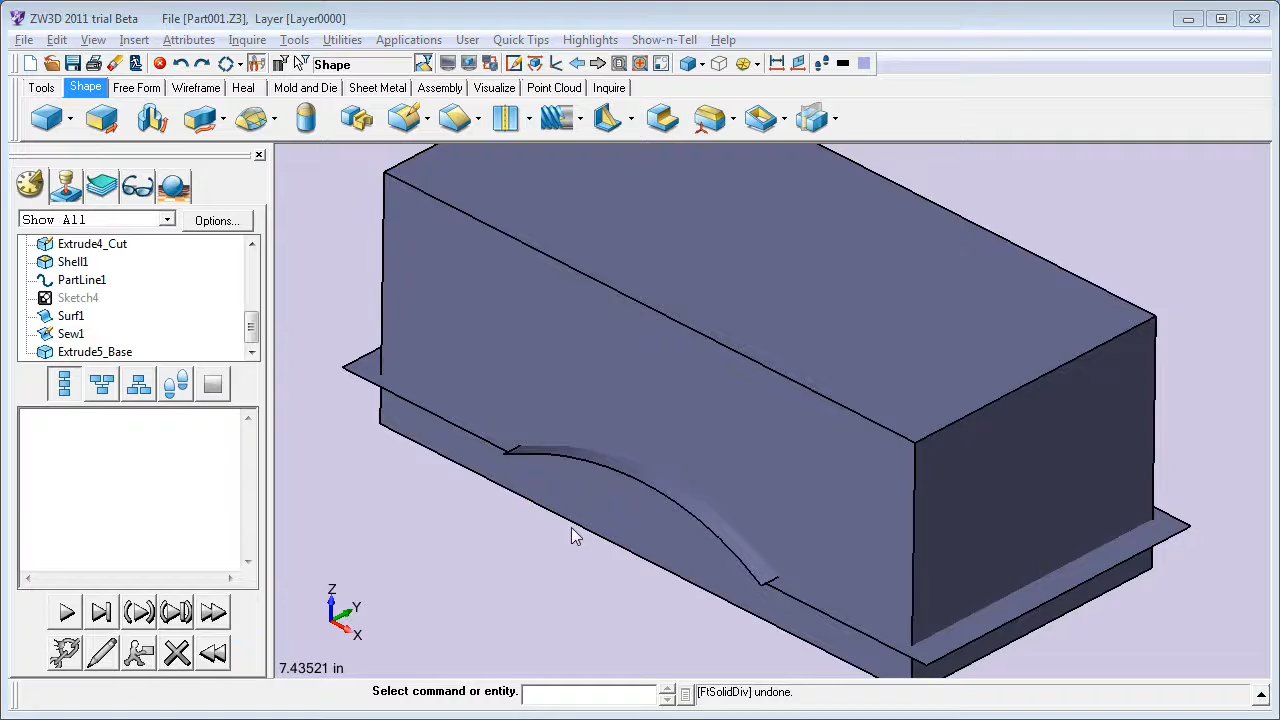 ZW3D 2011 trial Beta File [Part001.Z3], Layer [Layer0000]
File Edit View Insert Attributes Inquire Tools Utilities Applications User Quick Tips Highlights Show-n-Tell Help
Shape
Tools Shape Free Form Wireframe Heal Mold and Die Sheet Metal Assembly Visualize Point Cloud Inquire
Show All Options...
Extrude4_Cut
Shell1
PartLine1
Sketch4
Surf1
Sew1
Extrude5_Base
Z
Y
X
7.43521 in
Select command or entity. [FtSolidDiv] undone.